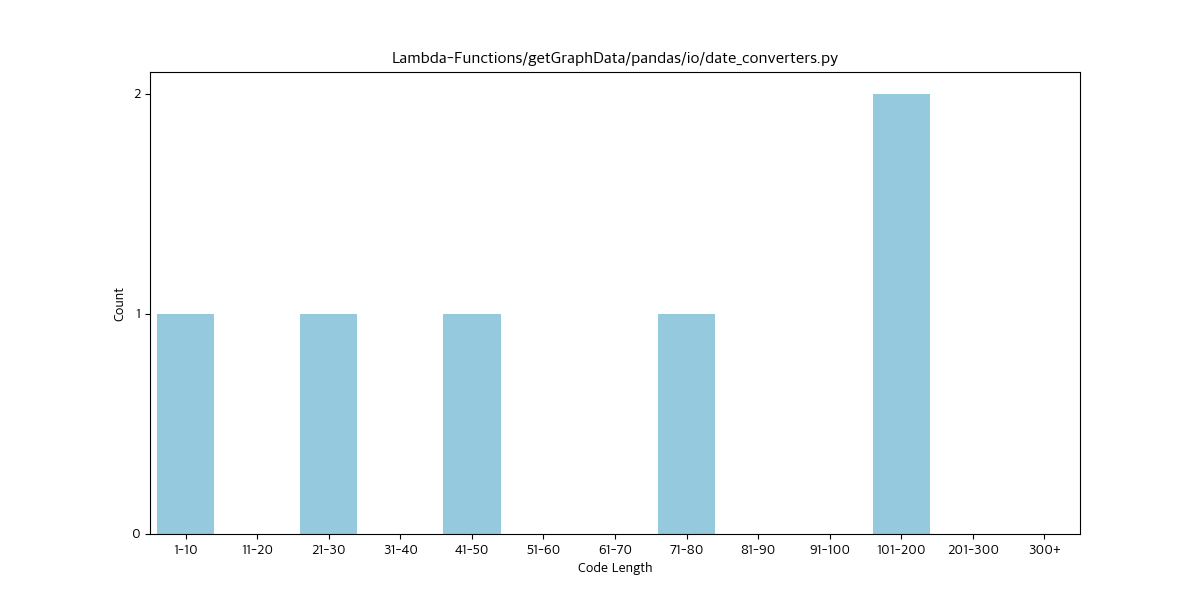 Lambda-Functions/getGraphData/pandas/io/date_converters.py
2
1
0
Count
1-10 11-20 21-30 31-40 41-50 51-60 61-70 71-80 81-90 91-100 101-200 201-300 300+
Code Length